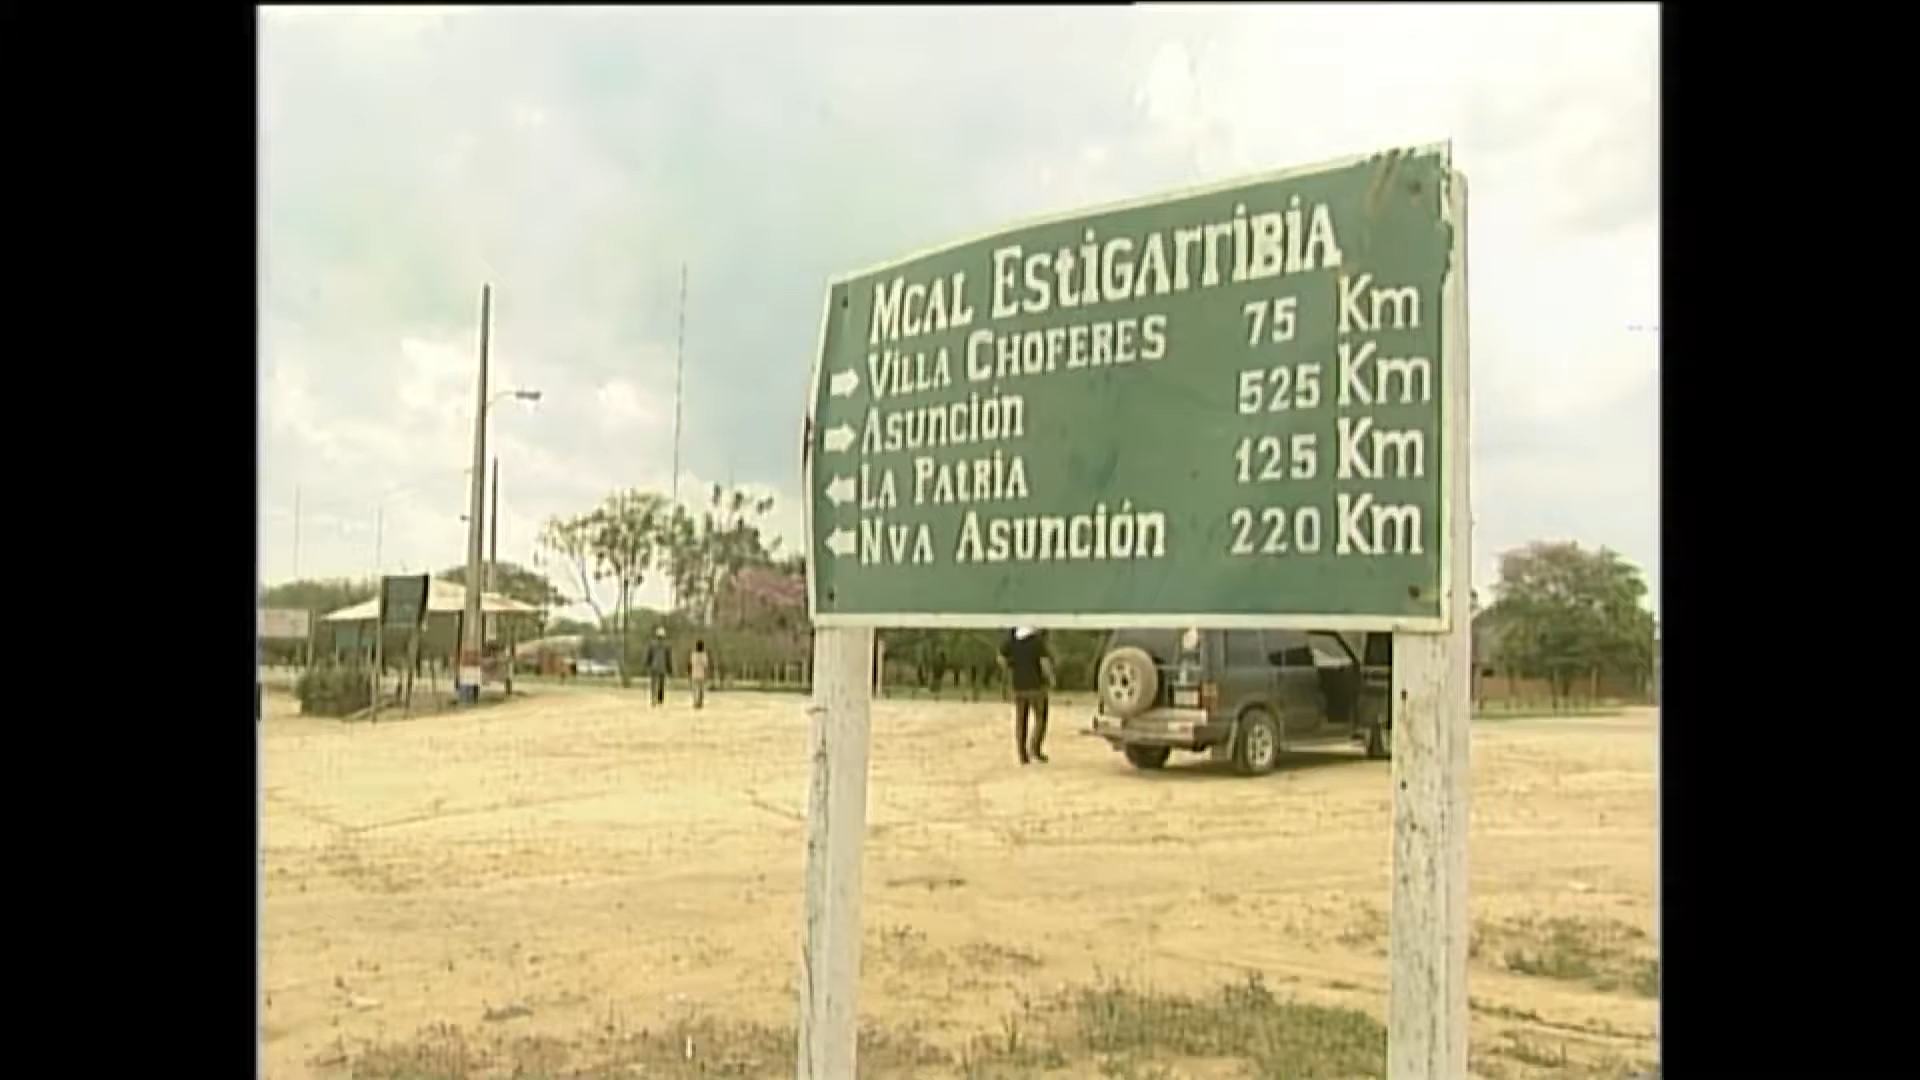 Mcal Estigarribia
Villa Choferes 75 Km
Asunción 525 Km
La Patria 125 Km
Nva Asunción 220 Km